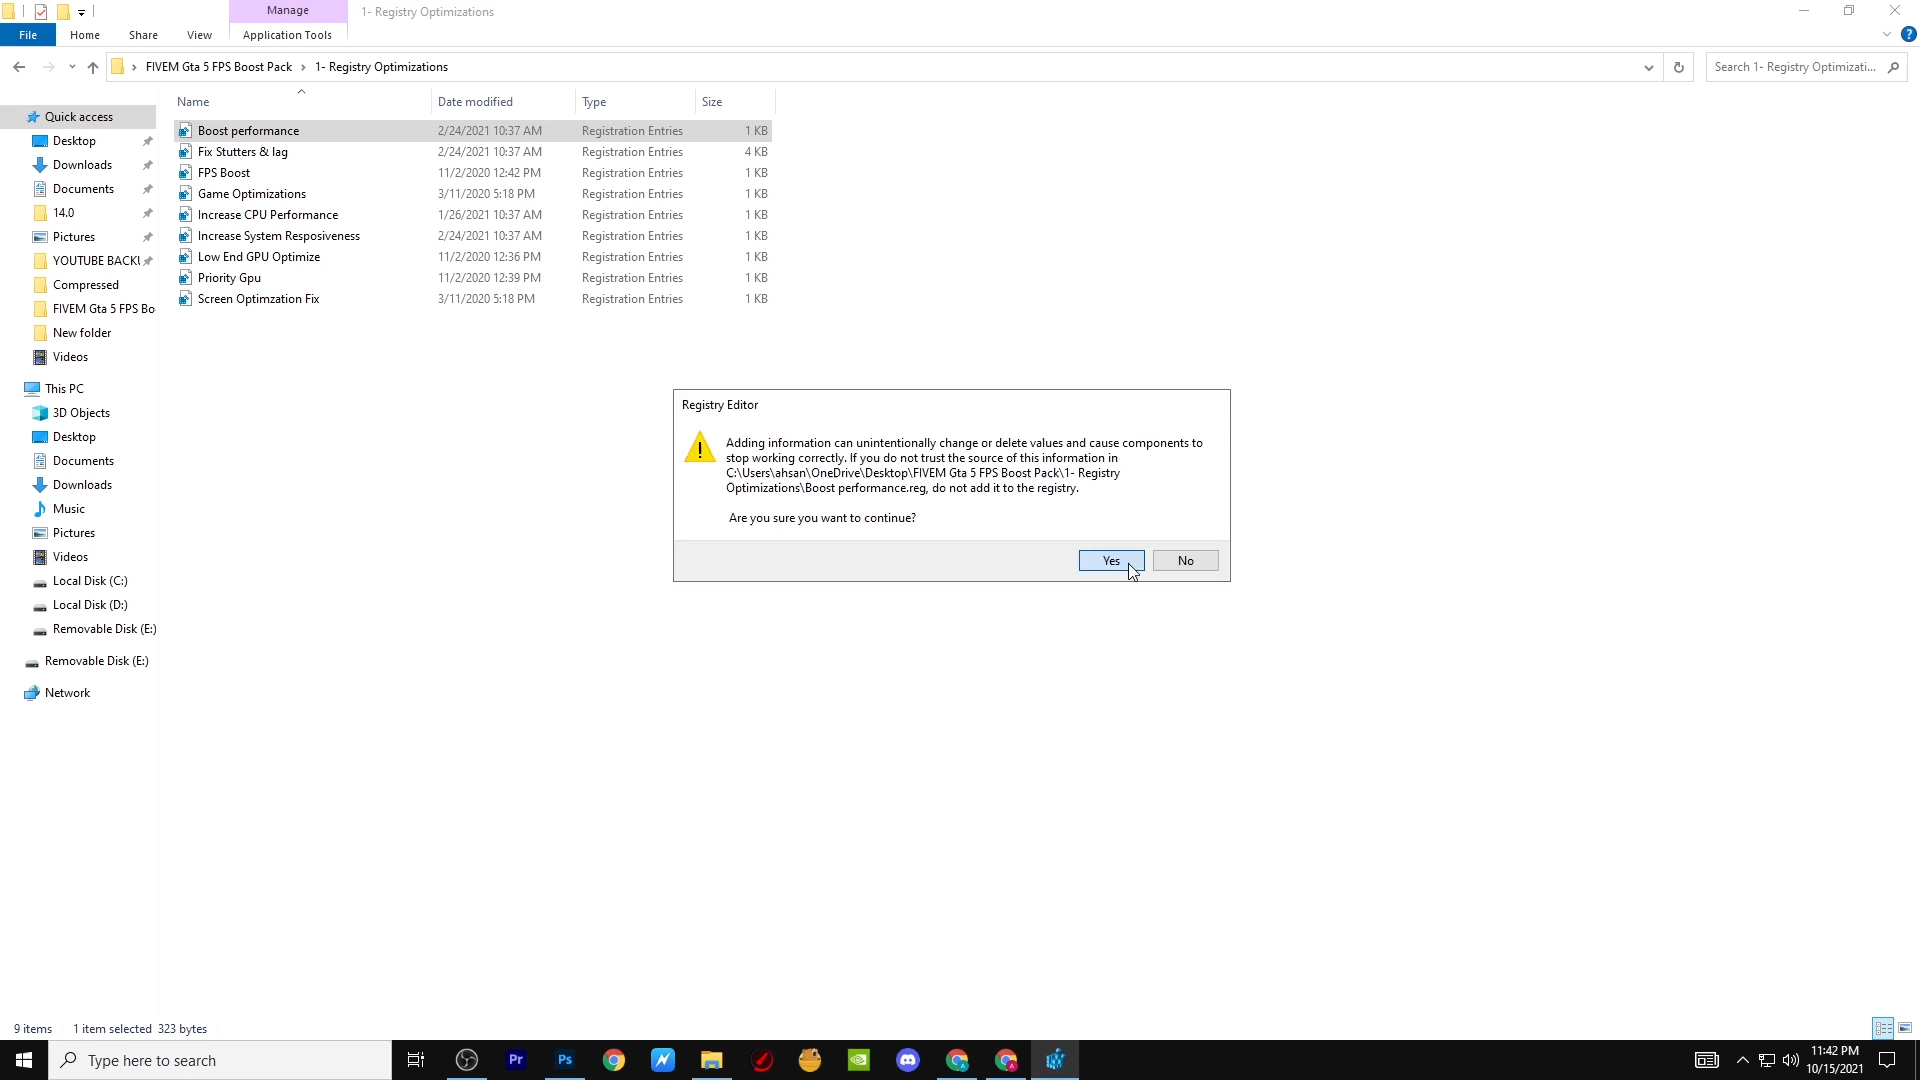 Manage
1- Registry Optimizations
File
Home
Share
View
Application Tools
FIVEM Gta 5 FPS Boost Pack
1- Registry Optimizations
Search 1- Registry Optimizati...
Name
Date modified
Type
Size
Boost performance
2/24/2021 10:37 AM
Registration Entries
1 KB
Fix Stutters & lag
2/24/2021 10:37 AM
Registration Entries
4 KB
FPS Boost
11/2/2020 12:42 PM
Registration Entries
1 KB
Game Optimizations
3/11/2020 5:18 PM
Registration Entries
1 KB
Increase CPU Performance
1/26/2021 10:37 AM
Registration Entries
1 KB
Increase System Resposiveness
2/24/2021 10:37 AM
Registration Entries
1 KB
Low End GPU Optimize
11/2/2020 12:36 PM
Registration Entries
1 KB
Priority Gpu
11/2/2020 12:39 PM
Registration Entries
1 KB
Screen Optimzation Fix
3/11/2020 5:18 PM
Registration Entries
1 KB
Quick access
Desktop
Downloads
Documents
14.0
Pictures
YOUTUBE BACKU
Compressed
FIVEM Gta 5 FPS Bo
New folder
Videos
This PC
3D Objects
Desktop
Documents
Downloads
Music
Pictures
Videos
Local Disk (C:)
Local Disk (D:)
Removable Disk (E:)
Removable Disk (E:)
Network
Registry Editor
Adding information can unintentionally change or delete values and cause components to
stop working correctly. If you do not trust the source of this information in
C:\Users\ahsan\OneDrive\Desktop\FIVEM Gta 5 FPS Boost Pack\1- Registry
Optimizations\Boost performance.reg, do not add it to the registry.
Are you sure you want to continue?
Yes
No
9 items
1 item selected 323 bytes
Type here to search
Pr
Ps
11:42 PM
10/15/2021